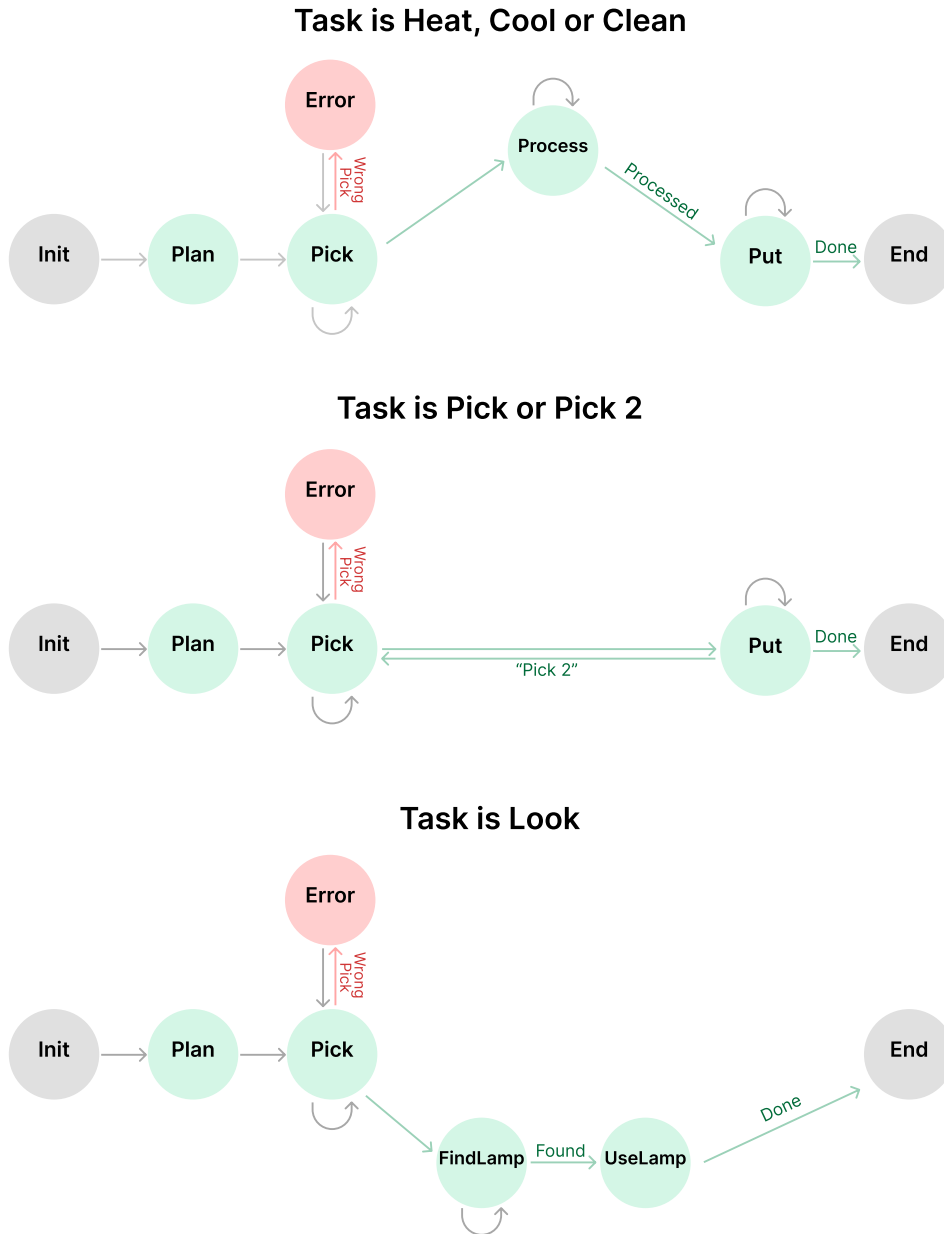 Task is Heat, Cool or Clean
Error
Process
Wrong
Pick
Processed
Init
Plan
Pick
Put
Done
End
Task is Pick or Pick 2
Error
Wrong
Pick
Init
Plan
Pick
“Pick 2”
Put
Done
End
Task is Look
Error
Wrong
Pick
Init
Plan
Pick
End
Done
FindLamp
Found
UseLamp